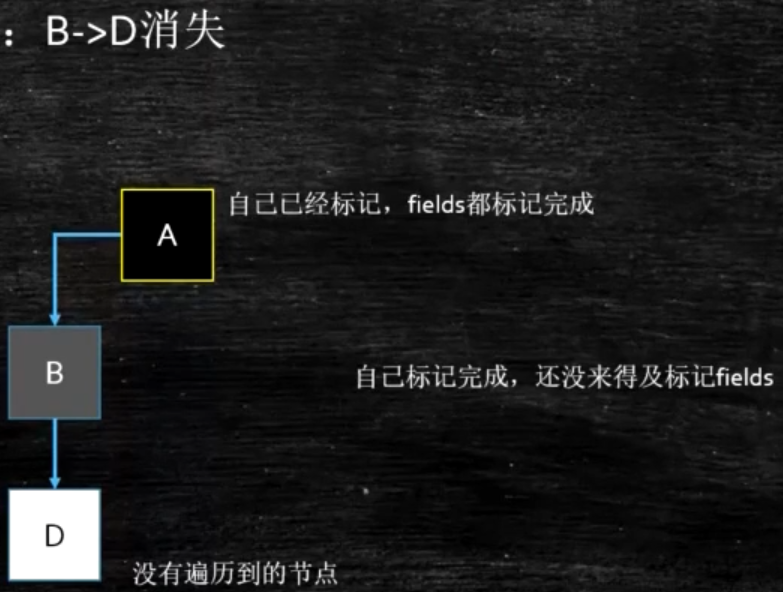 ：B->D消失
自己已经标记，fields都标记完成
A
B
自己标记完成，还没来得及标记fields
D
没有遍历到的节点